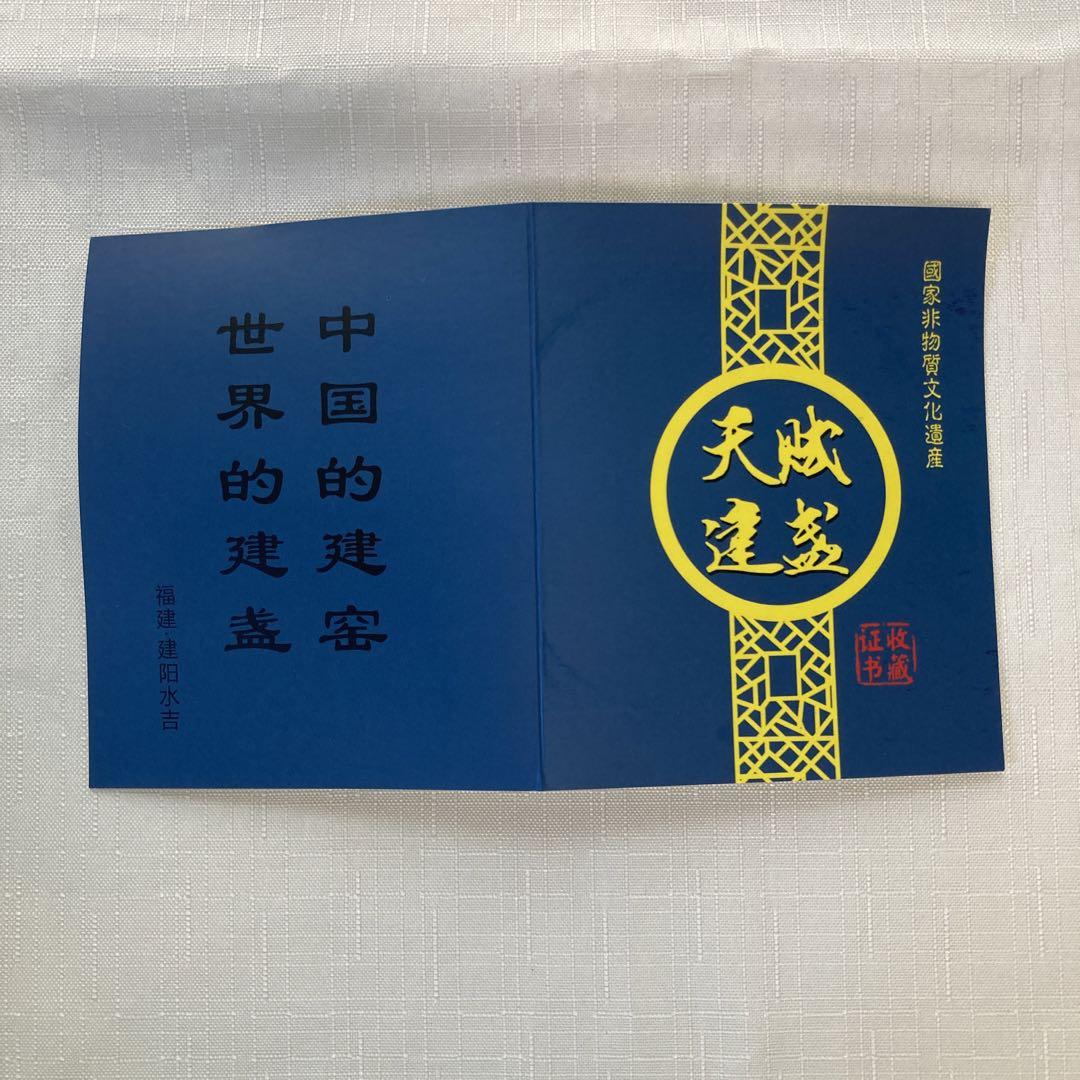 中国的建窑
世界的建盏
福建·建阳水吉
國家非物質文化遺産
天赋
建盏
收藏
证书